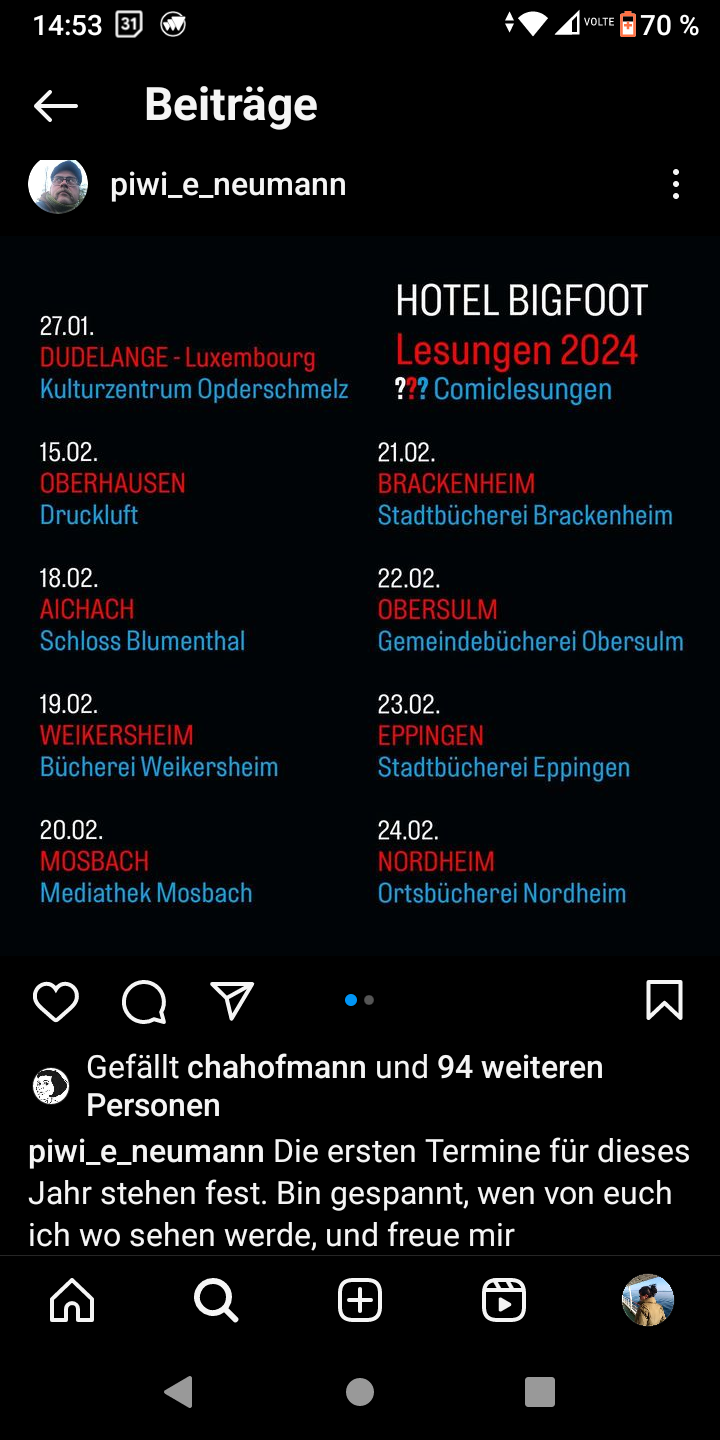 14:53 31 VOLTE 70 %
Beiträge
piwi_e_neumann
HOTEL BIGFOOT
Lesungen 2024
??? Comiclesungen
27.01.
DUDELANGE - Luxembourg
Kulturzentrum Opderschmelz
15.02.
OBERHAUSEN
Druckluft
18.02.
AICHACH
Schloss Blumenthal
19.02.
WEIKERSHEIM
Bücherei Weikersheim
20.02.
MOSBACH
Mediathek Mosbach
21.02.
BRACKENHEIM
Stadtbücherei Brackenheim
22.02.
OBERSULM
Gemeindebücherei Obersulm
23.02.
EPPINGEN
Stadtbücherei Eppingen
24.02.
NORDHEIM
Ortsbücherei Nordheim
Gefällt chahofmann und 94 weiteren
Personen
piwi_e_neumann Die ersten Termine für dieses
Jahr stehen fest. Bin gespannt, wen von euch
ich wo sehen werde, und freue mir